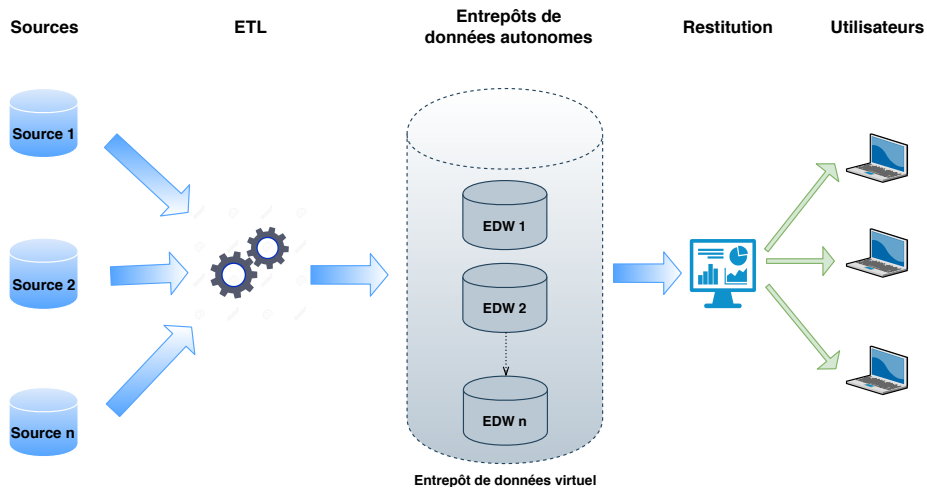 Sources
ETL
Entrepôts de
données autonomes
Restitution
Utilisateurs
Source 1
Source 2
Source n
EDW 1
EDW 2
EDW n
Entrepôt de données virtuel